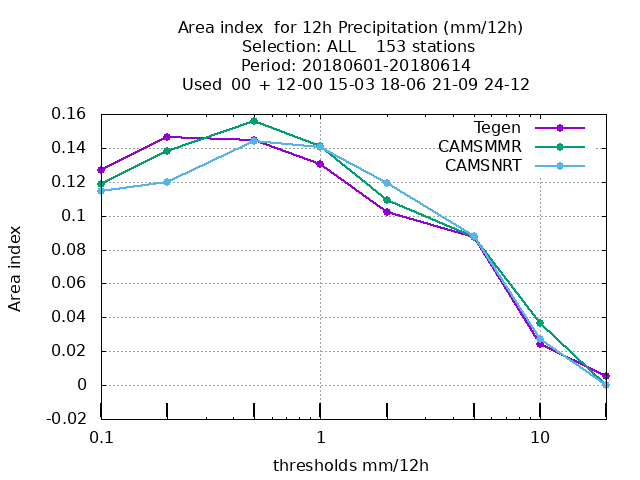 Area index  for 12h Precipitation (mm/12h)
Selection: ALL    153 stations
Period: 20180601-20180614
Used  00 + 12-00 15-03 18-06 21-09 24-12
Tegen
CAMSMMR
CAMSNRT
0.16
0.14
0.12
0.1
0.08
0.06
0.04
0.02
0
-0.02
Area index
0.1 1 10
thresholds mm/12h